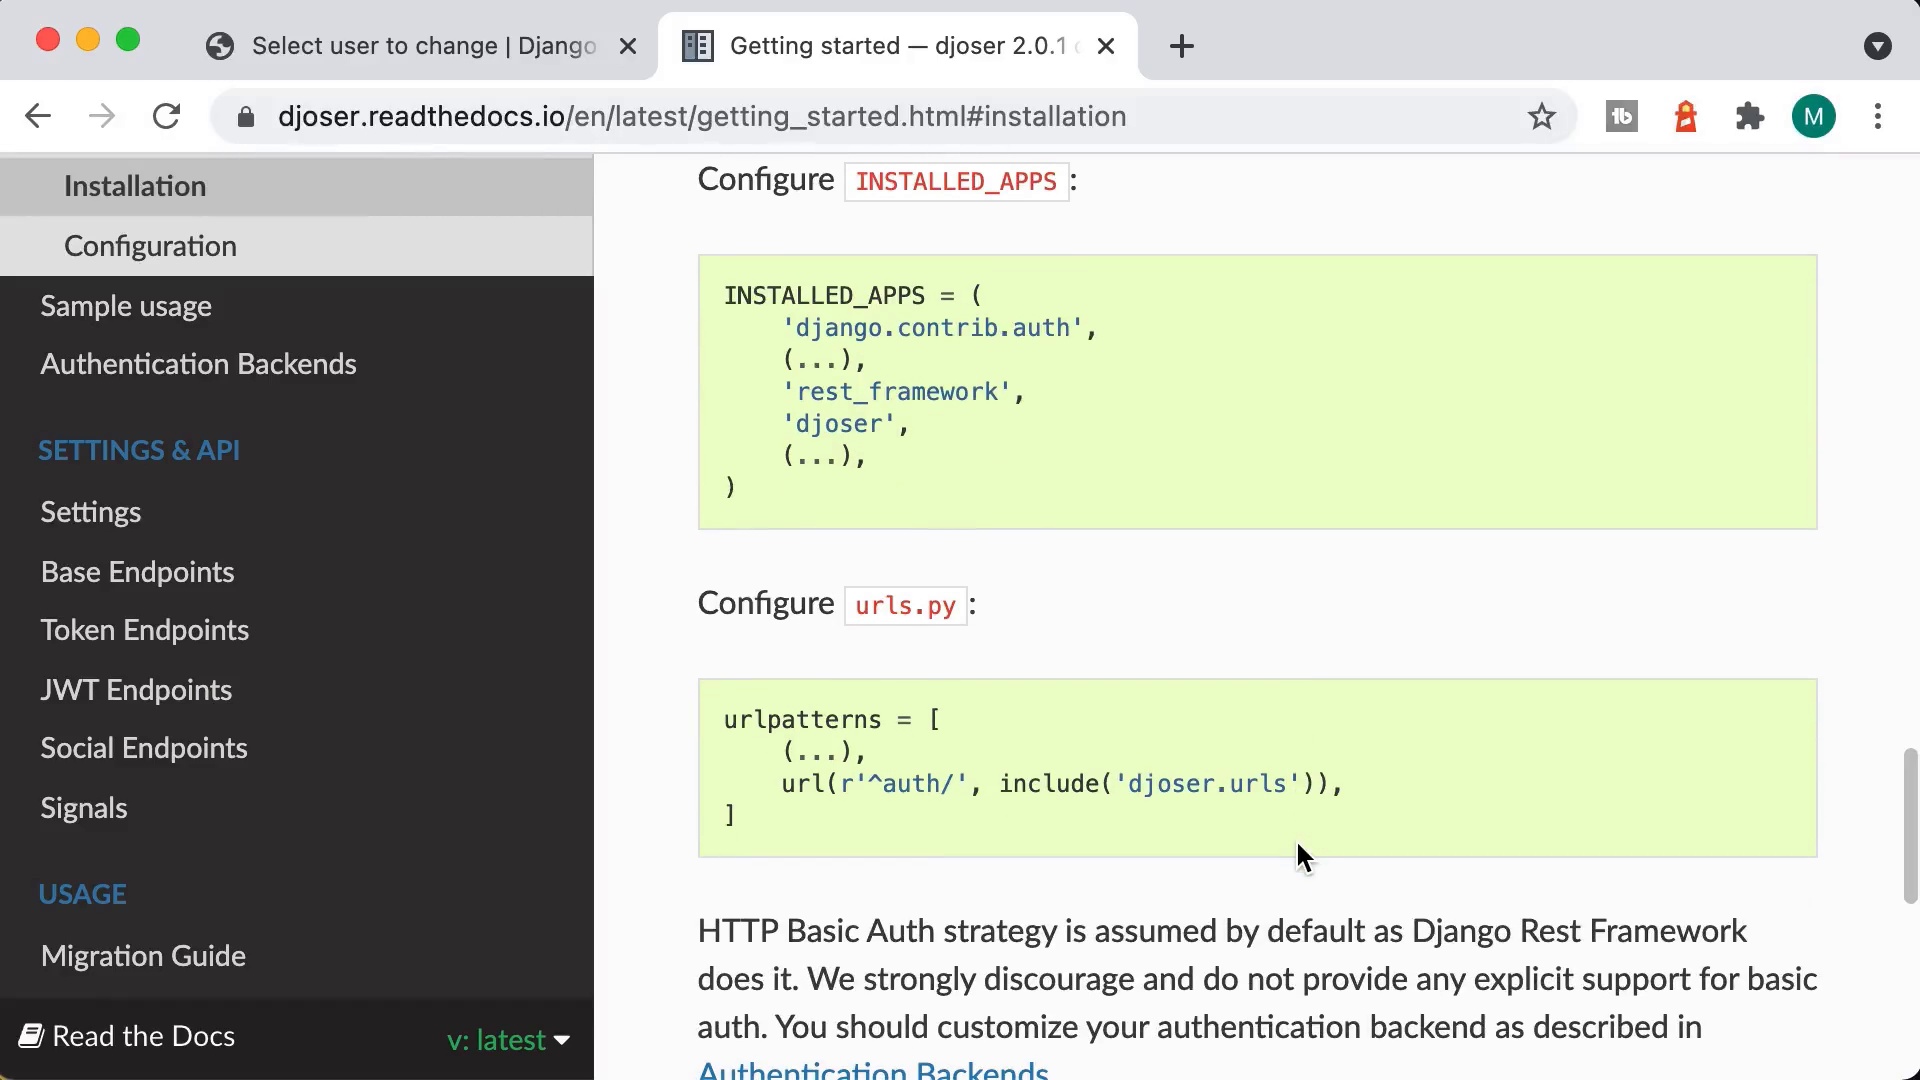 Select user to change | Django
Getting started — djoser 2.0.1
djoser.readthedocs.io/en/latest/getting_started.html#installation
tb
M
Installation
Configuration
Sample usage
Authentication Backends
SETTINGS & API
Settings
Base Endpoints
Token Endpoints
JWT Endpoints
Social Endpoints
Signals
USAGE
Migration Guide
Read the Docs
v: latest
Configure INSTALLED_APPS:
INSTALLED_APPS = (
    'django.contrib.auth',
    (...),
    'rest_framework',
    'djoser',
    (...),
)
Configure urls.py:
urlpatterns = [
    (...),
    url(r'^auth/', include('djoser.urls')),
]
HTTP Basic Auth strategy is assumed by default as Django Rest Framework
does it. We strongly discourage and do not provide any explicit support for basic
auth. You should customize your authentication backend as described in
Authentication Backends